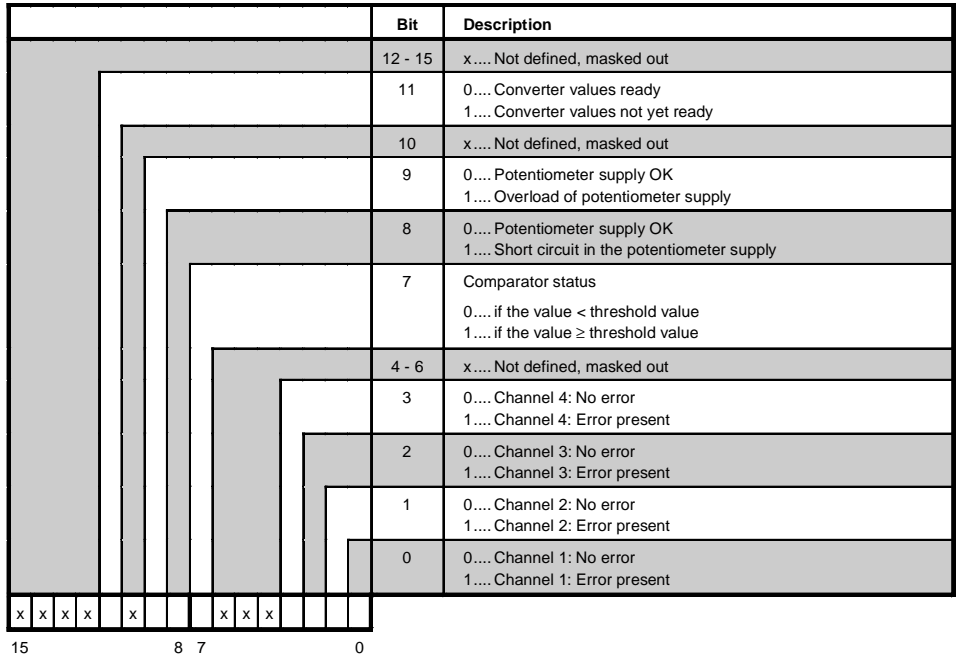 Bit Description
12 - 15 x.... Not defined, masked out
11 0.... Converter values ready
1.... Converter values not yet ready
10 x.... Not defined, masked out
9 0.... Potentiometer supply OK
1.... Overload of potentiometer supply
8 0.... Potentiometer supply OK
1.... Short circuit in the potentiometer supply
7 Comparator status
0.... if the value < threshold value
1.... if the value ≥ threshold value
4 - 6 x.... Not defined, masked out
3 0.... Channel 4: No error
1.... Channel 4: Error present
2 0.... Channel 3: No error
1.... Channel 3: Error present
1 0.... Channel 2: No error
1.... Channel 2: Error present
0 0.... Channel 1: No error
1.... Channel 1: Error present
x x x x x x x x
15 8 7 0